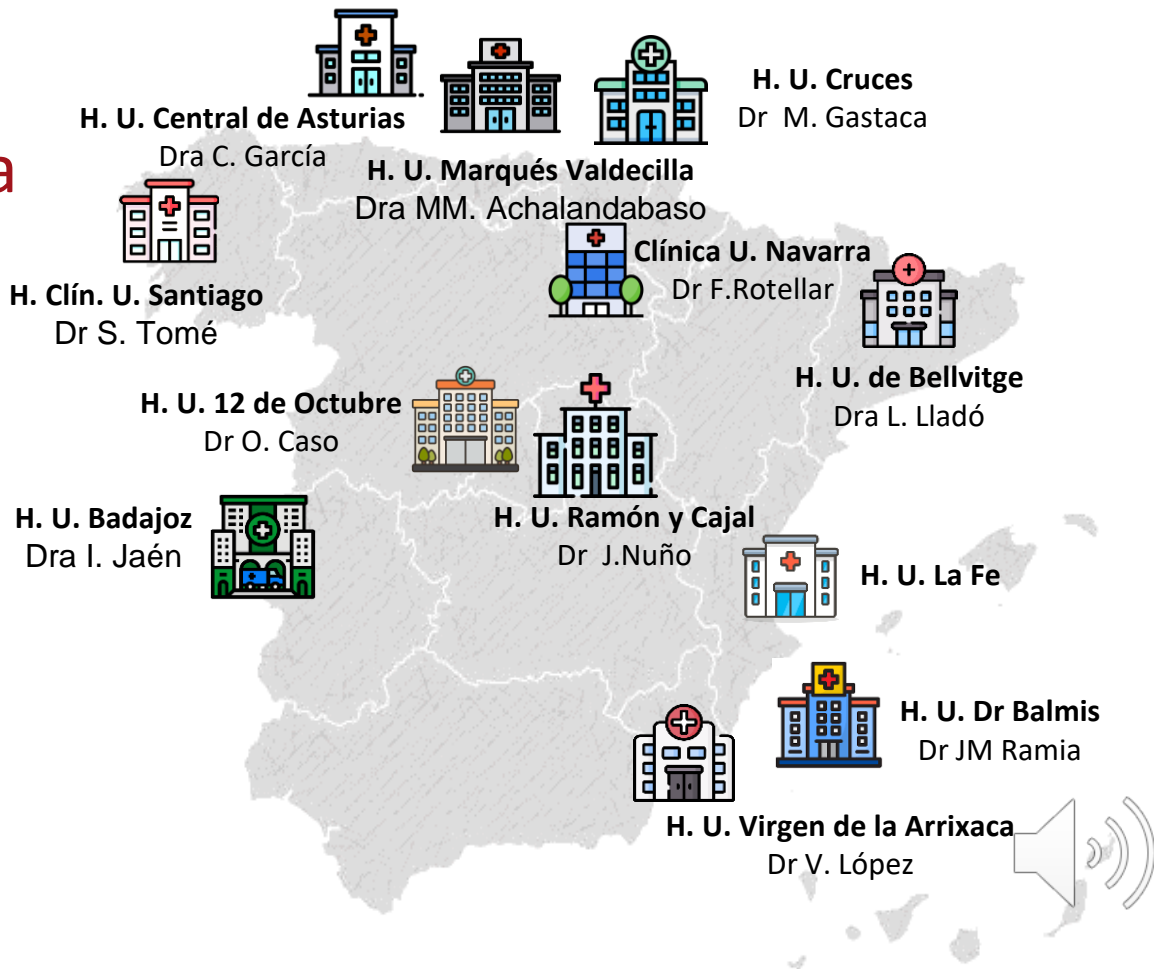 H. U. Central de Asturias
Dra C. García
H. U. Cruces
Dr M. Gastaca
H. U. Marqués Valdecilla
Dra MM. Achalandabaso
a
Clínica U. Navarra
Dr F.Rotellar
H. Clín. U. Santiago
Dr S. Tomé
H. U. de Bellvitge
Dra L. Lladó
H. U. 12 de Octubre
Dr O. Caso
H. U. Badajoz
Dra I. Jaén
H. U. Ramón y Cajal
Dr J.Nuño
H. U. La Fe
H. U. Dr Balmis
Dr JM Ramia
H. U. Virgen de la Arrixaca
Dr V. López